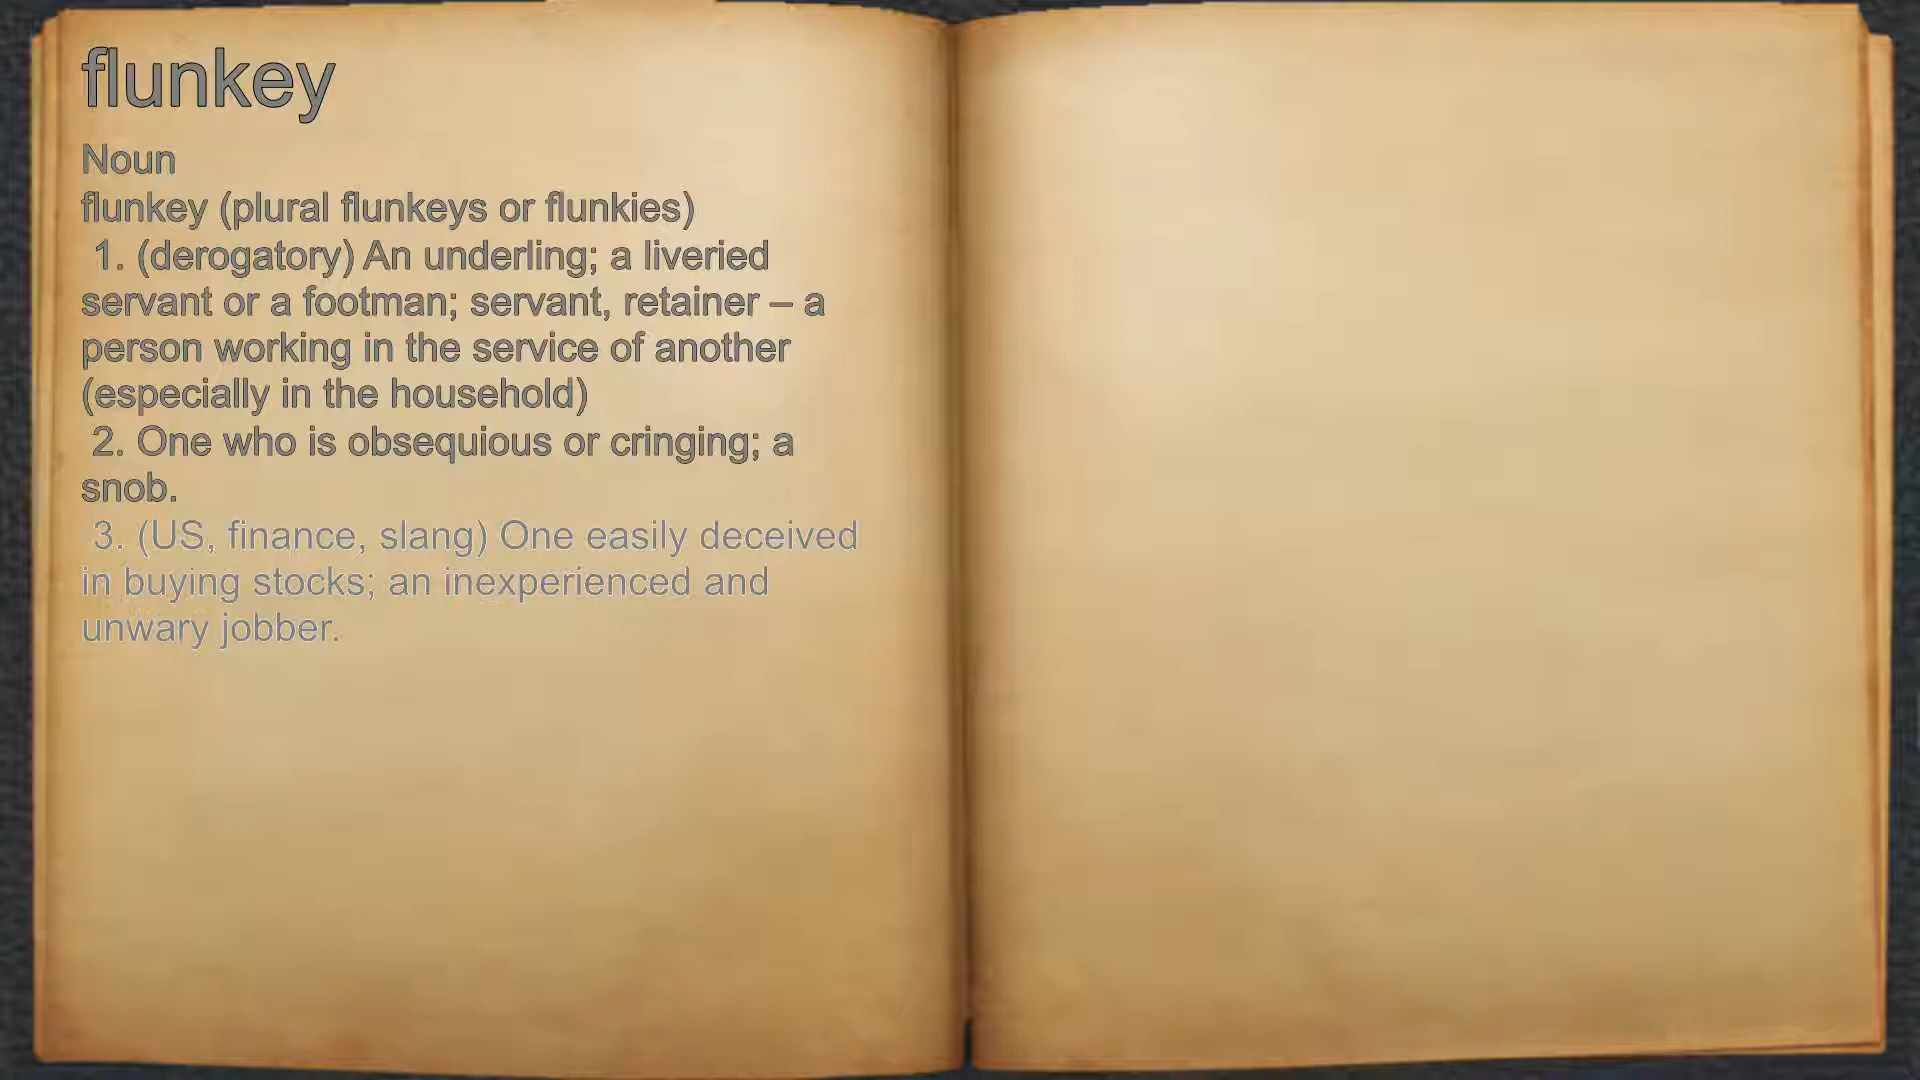 flunkey
Noun
flunkey (plural flunkeys or flunkies)
1. (derogatory) An underling; a liveried
servant or a footman; servant, retainer – a
person working in the service of another
(especially in the household)
2. One who is obsequious or cringing; a
snob.
3. (US, finance, slang) One easily deceived
in buying stocks; an inexperienced and
unwary jobber.